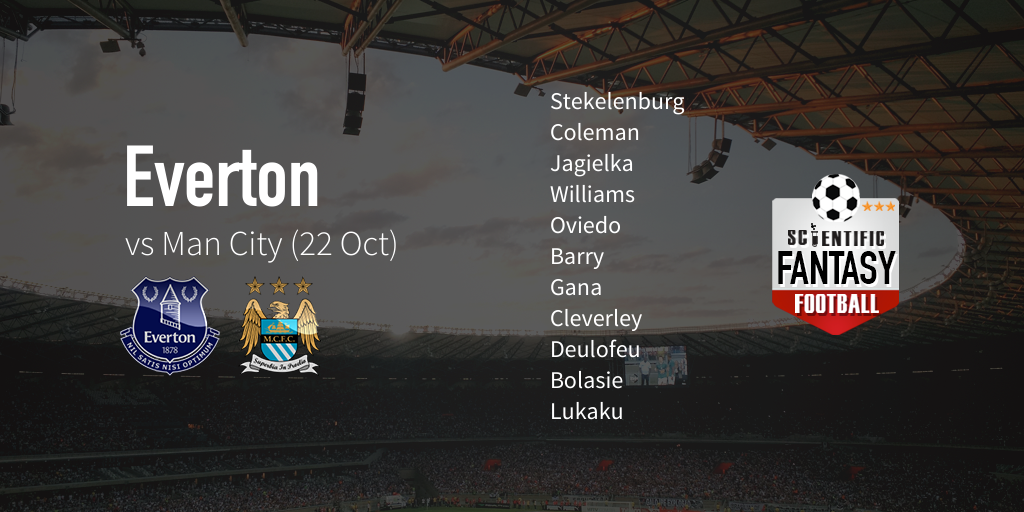 Everton
vs Man City (22 Oct)
Everton
1878
NIL SATIS NISI OPTIMUM
M.C.F.C.
Superbia In Proelia
Stekelenburg
Coleman
Jagielka
Williams
Oviedo
Barry
Gana
Cleverley
Deulofeu
Bolasie
Lukaku
SCIENTIFIC
FANTASY
FOOTBALL